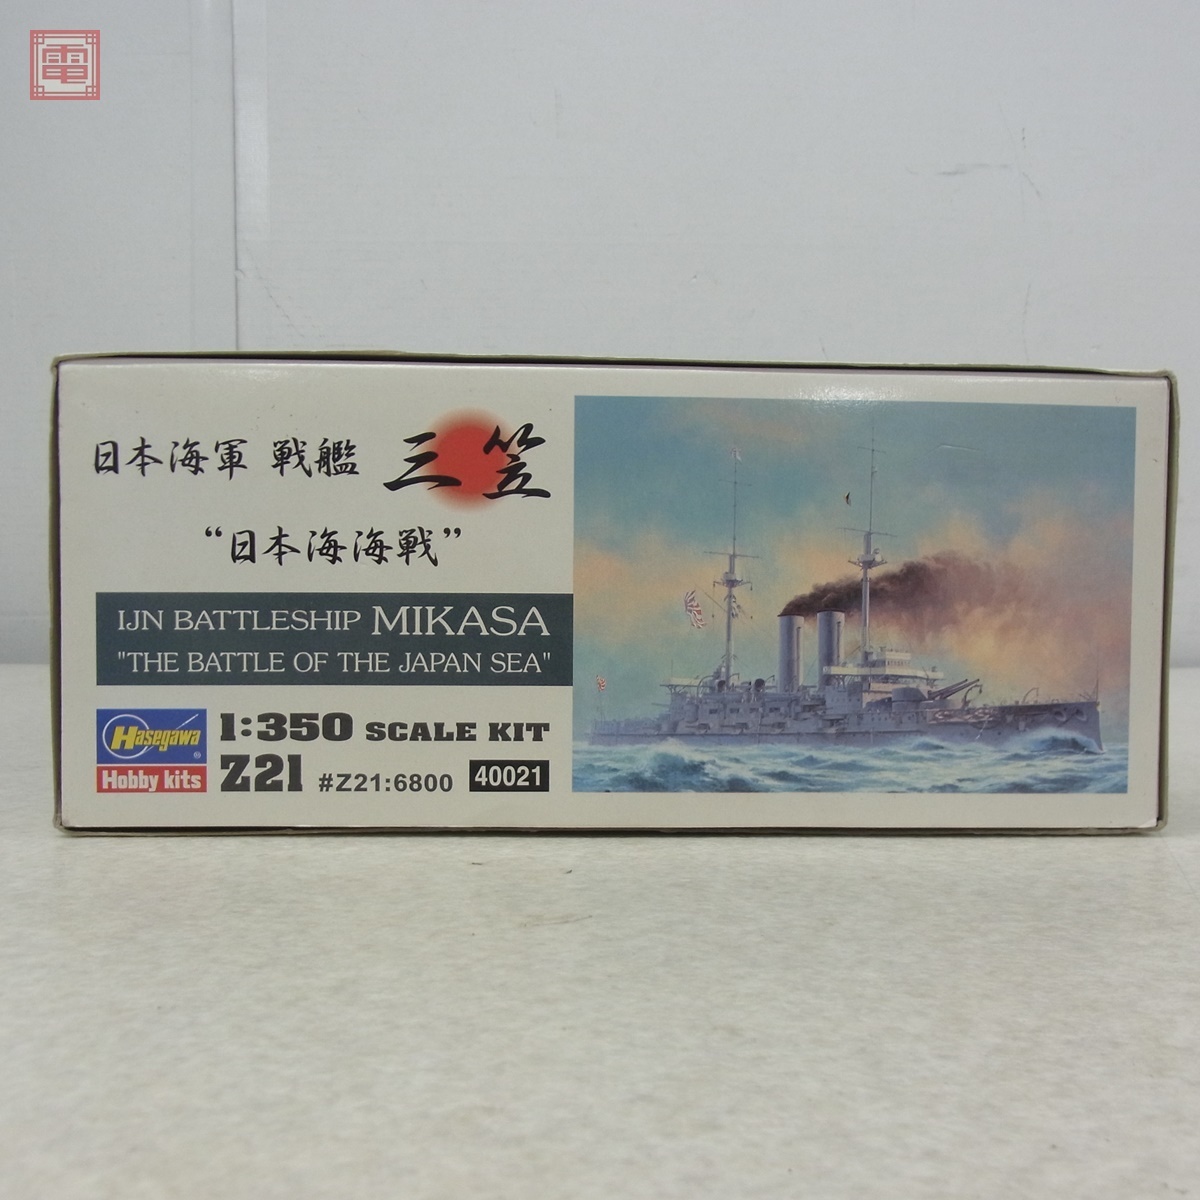 電
日本海軍 戦艦 三笠
“日本海海戦”
IJN BATTLESHIP MIKASA
"THE BATTLE OF THE JAPAN SEA"
Hasegawa®
Hobby kits
1:350 SCALE KIT
Z21 #Z21:6800 40021